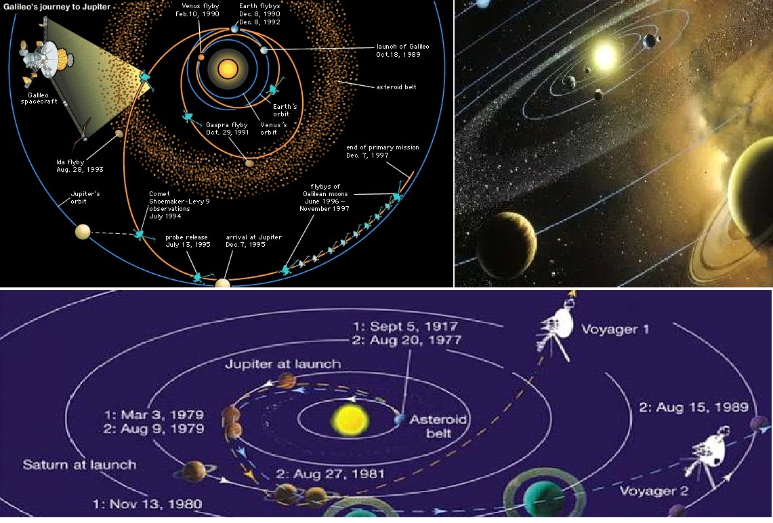 Galileo's journey to Jupiter
Venus flyby
Feb.10, 1990
Earth flybys
Dec. 8, 1990
Dec. 8, 1992
launch of Galileo
Oct.18, 1989
asteroid belt
Galileo
spacecraft
Earth's
orbit
Venus's
orbit
Gaspra flyby
Oct. 29, 1991
Ida flyby
Aug. 28, 1993
end of primary mission
Dec. 7, 1997
Jupiter's
orbit
Comet
Shoemaker-Levy 9
observations
July 1994
flybys of
Galilean moons
June 1996 –
November 1997
probe release
July 13, 1995
arrival at Jupiter
Dec. 7, 1995
1: Sept 5, 1917
2: Aug 20, 1977
Voyager 1
Jupiter at launch
1: Mar 3, 1979
2: Aug 9, 1979
Asteroid
belt
2: Aug 15, 1989
Saturn at launch
2: Aug 27, 1981
Voyager 2
1: Nov 13, 1980